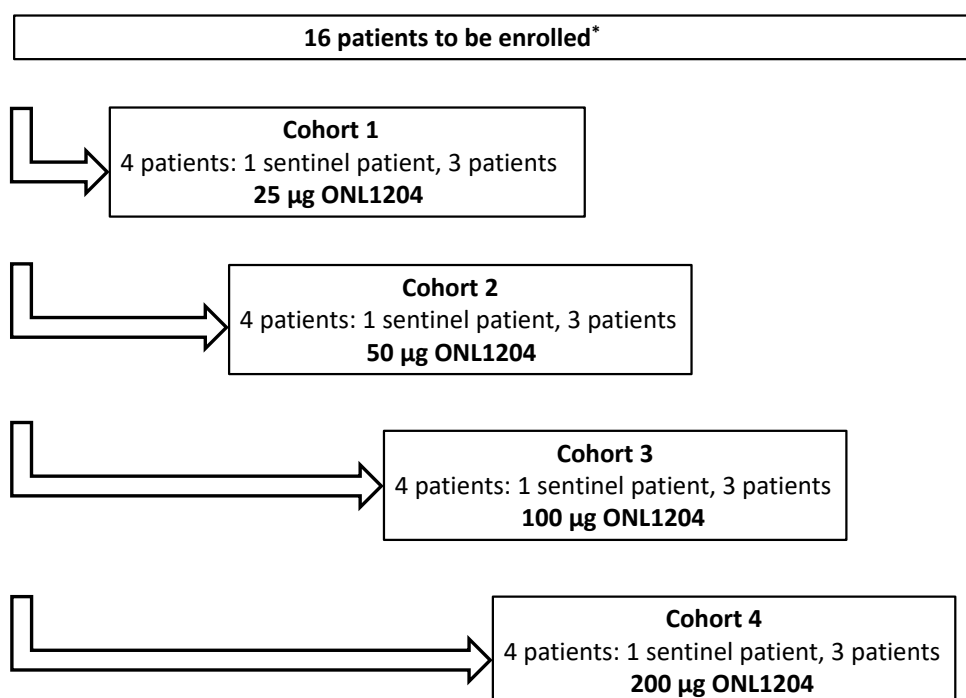 16 patients to be enrolled*
Cohort 1
4 patients: 1 sentinel patient, 3 patients
25 µg ONL1204
Cohort 2
4 patients: 1 sentinel patient, 3 patients
50 µg ONL1204
Cohort 3
4 patients: 1 sentinel patient, 3 patients
100 µg ONL1204
Cohort 4
4 patients: 1 sentinel patient, 3 patients
200 µg ONL1204